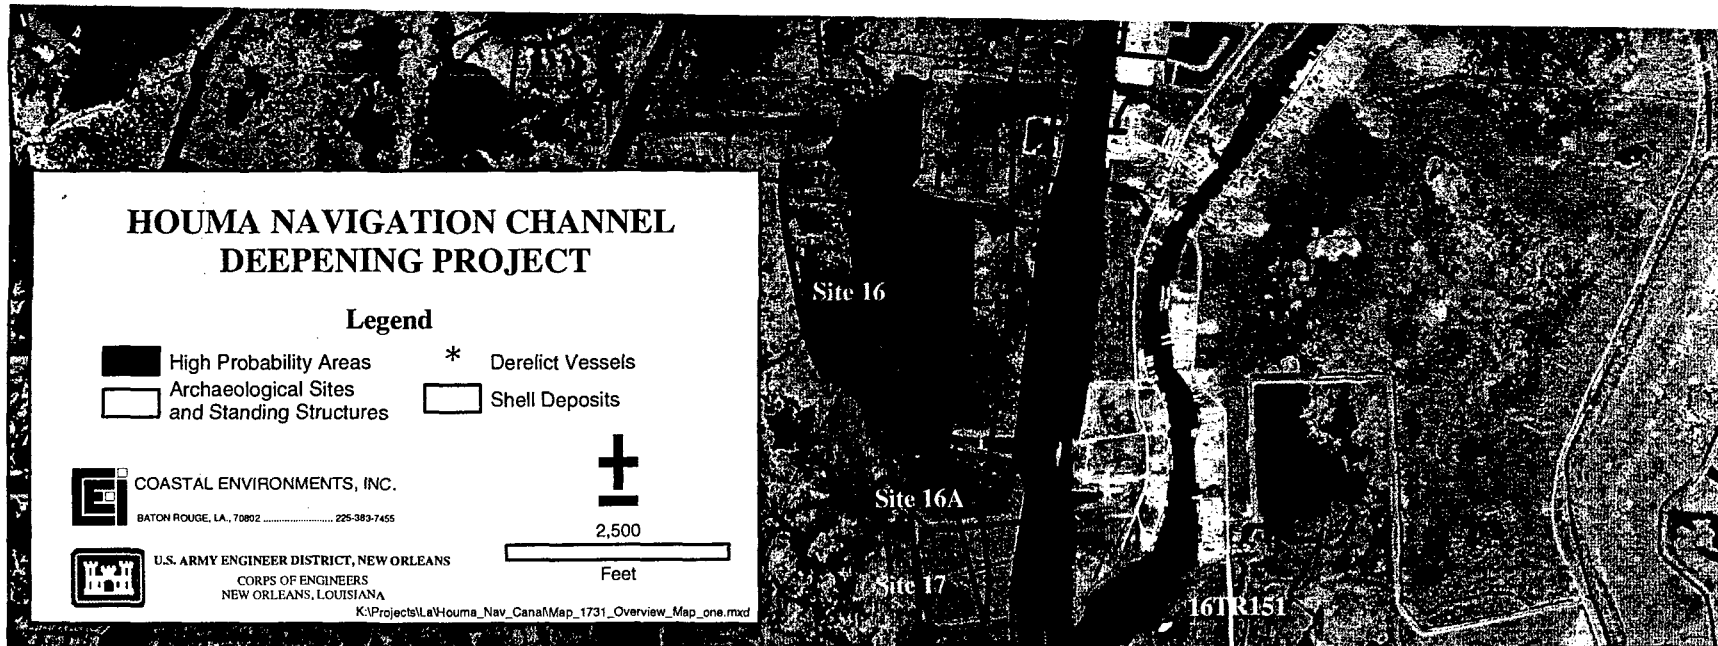 HOUMA NAVIGATION CHANNEL
DEEPENING PROJECT
Legend
High Probability Areas
* Derelict Vessels
Archaeological Sites
and Standing Structures
Shell Deposits
COASTAL ENVIRONMENTS, INC.
BATON ROUGE, LA., 70802 ........................ 225-383-7455
2,500
Feet
U.S. ARMY ENGINEER DISTRICT, NEW ORLEANS
CORPS OF ENGINEERS
NEW ORLEANS, LOUISIANA
K:\Projects\La\Houma_Nav_Canal\Map_1731_Overview_Map_one.mxd
Site 16
Site 16A
Site 17
16TR151